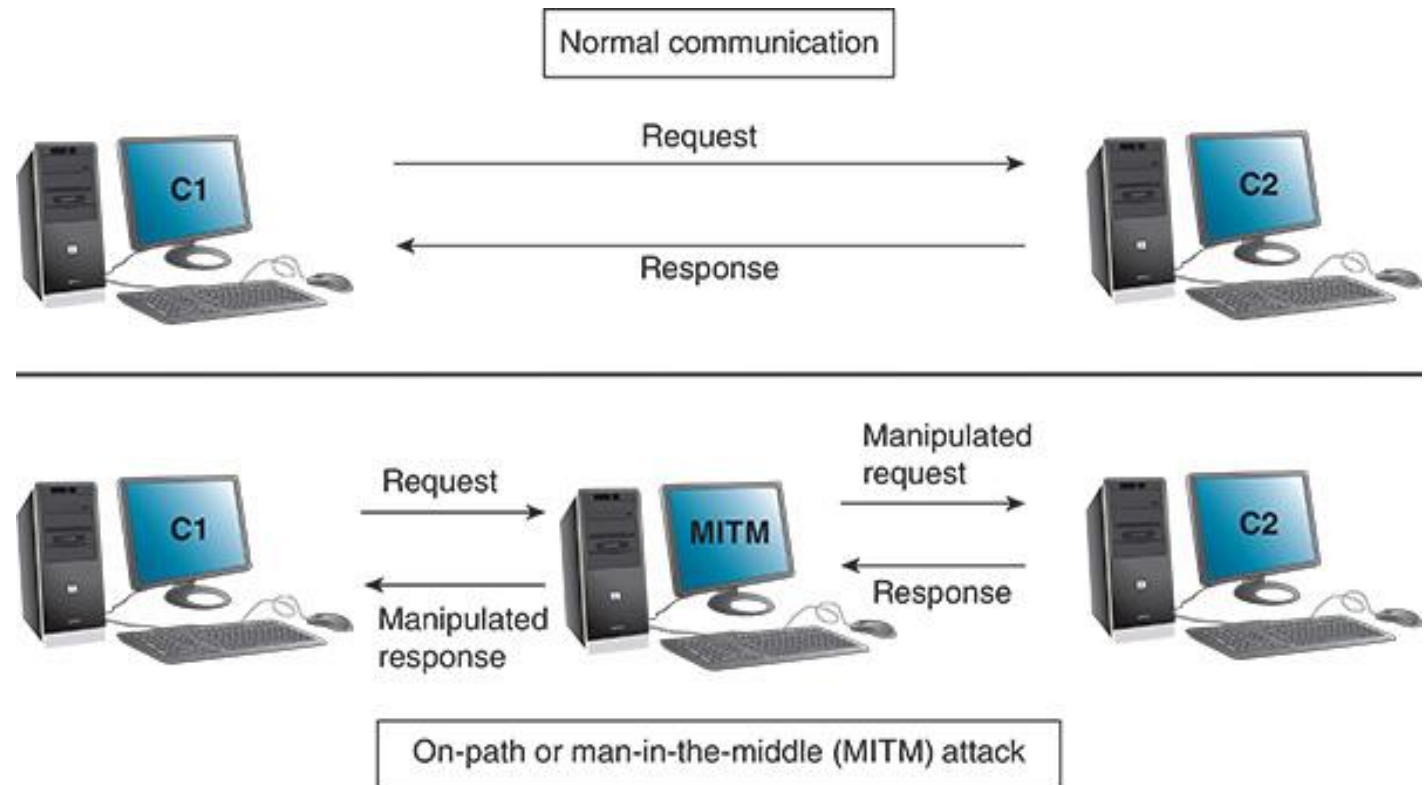 Normal communication
Request
C1
C2
Response
Manipulated
request
Request
C1
MITM
C2
Response
Manipulated
response
On-path or man-in-the-middle (MITM) attack